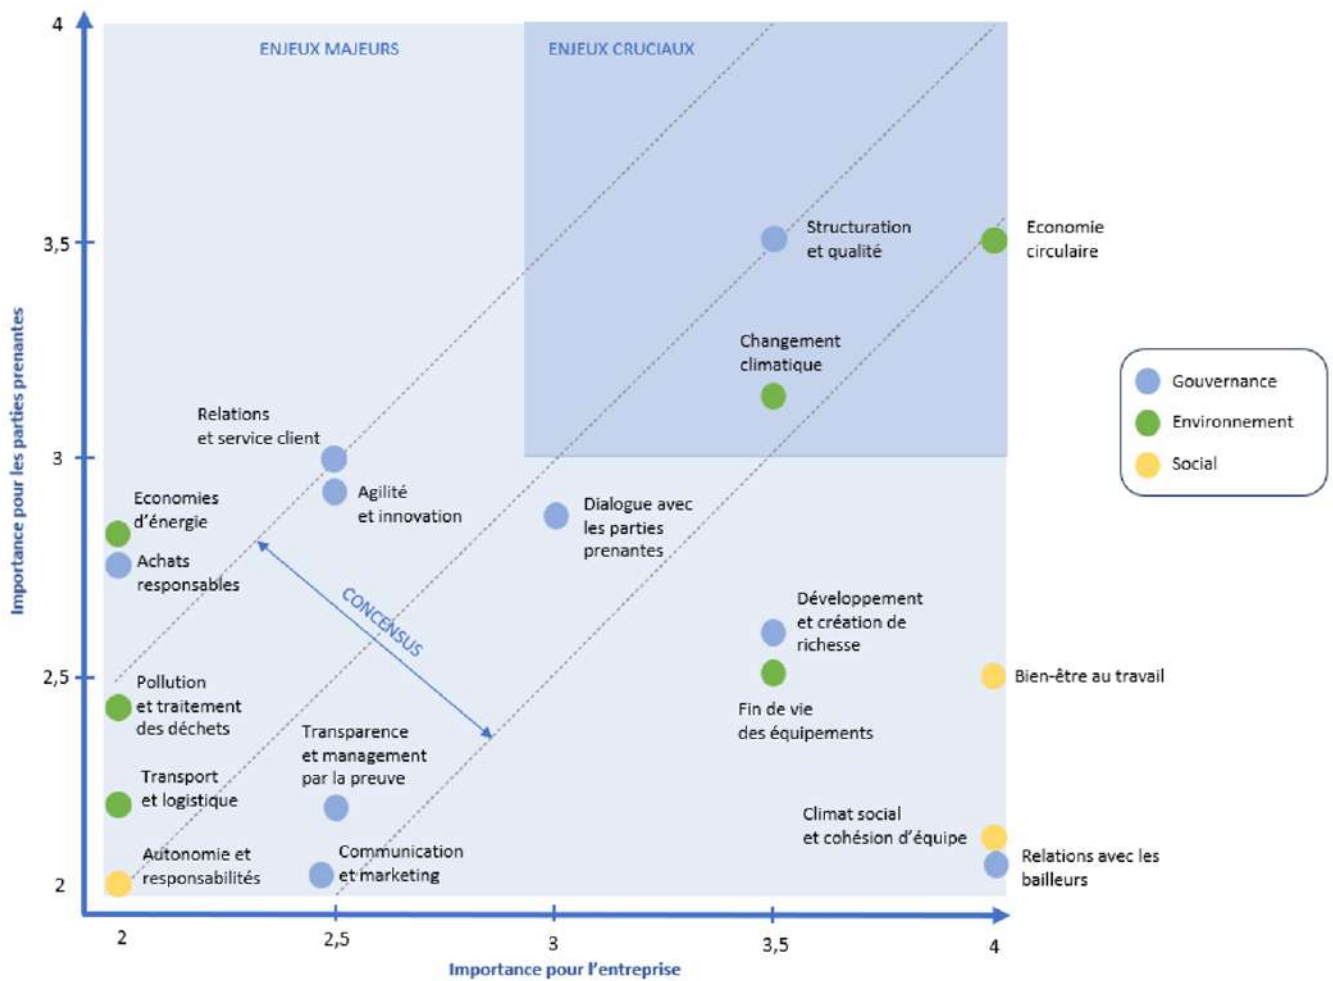 4
ENJEUX MAJEURS
ENJEUX CRUCIAUX
3,5
Structuration
et qualité
Economie
circulaire
Changement
climatique
Gouvernance
Environnement
Social
Importance pour les parties prenantes
Relations
et service client
3
Agilité
et innovation
Economies
d'énergie
Achats
responsables
Dialogue avec
les parties
prenantes
CONCENSUS
Développement
et création de
richesse
2,5
Bien-être au travail
Pollution
et traitement
des déchets
Fin de vie
des équipements
Transparence
et management
par la preuve
Transport
et logistique
Climat social
et cohésion d'équipe
Autonomie et
responsabilités
Communication
et marketing
Relations avec les
bailleurs
2
2
2,5
3
3,5
4
Importance pour l'entreprise